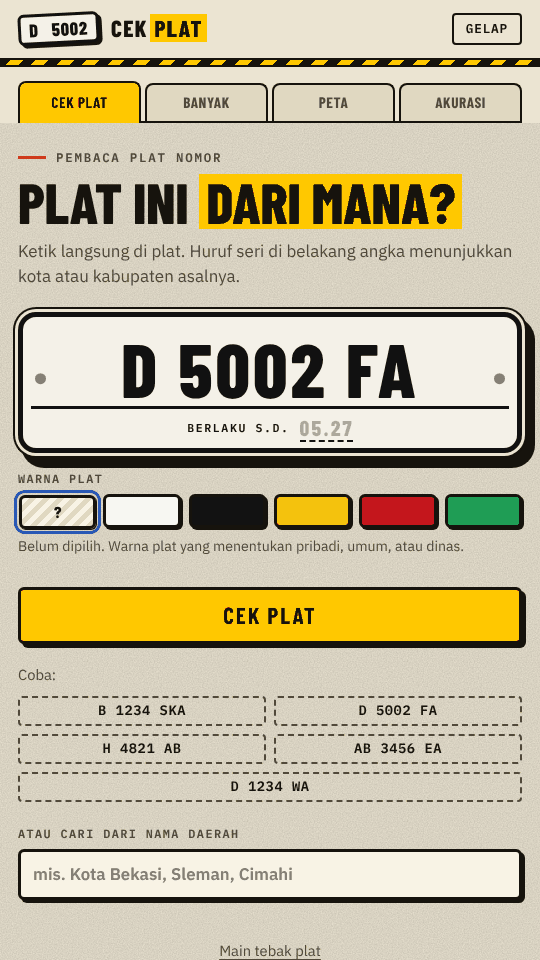 D 5002 CEK PLAT GELAP
CEK PLAT BANYAK PETA AKURASI
PEMBACA PLAT NOMOR
PLAT INI DARI MANA?
Ketik langsung di plat. Huruf seri di belakang angka menunjukkan
kota atau kabupaten asalnya.
D 5002 FA
BERLAKU S.D. 05.27
WARNA PLAT
?
Belum dipilih. Warna plat yang menentukan pribadi, umum, atau dinas.
CEK PLAT
Coba:
B 1234 SKA D 5002 FA
H 4821 AB AB 3456 EA
D 1234 WA
ATAU CARI DARI NAMA DAERAH
mis. Kota Bekasi, Sleman, Cimahi
Main tebak plat